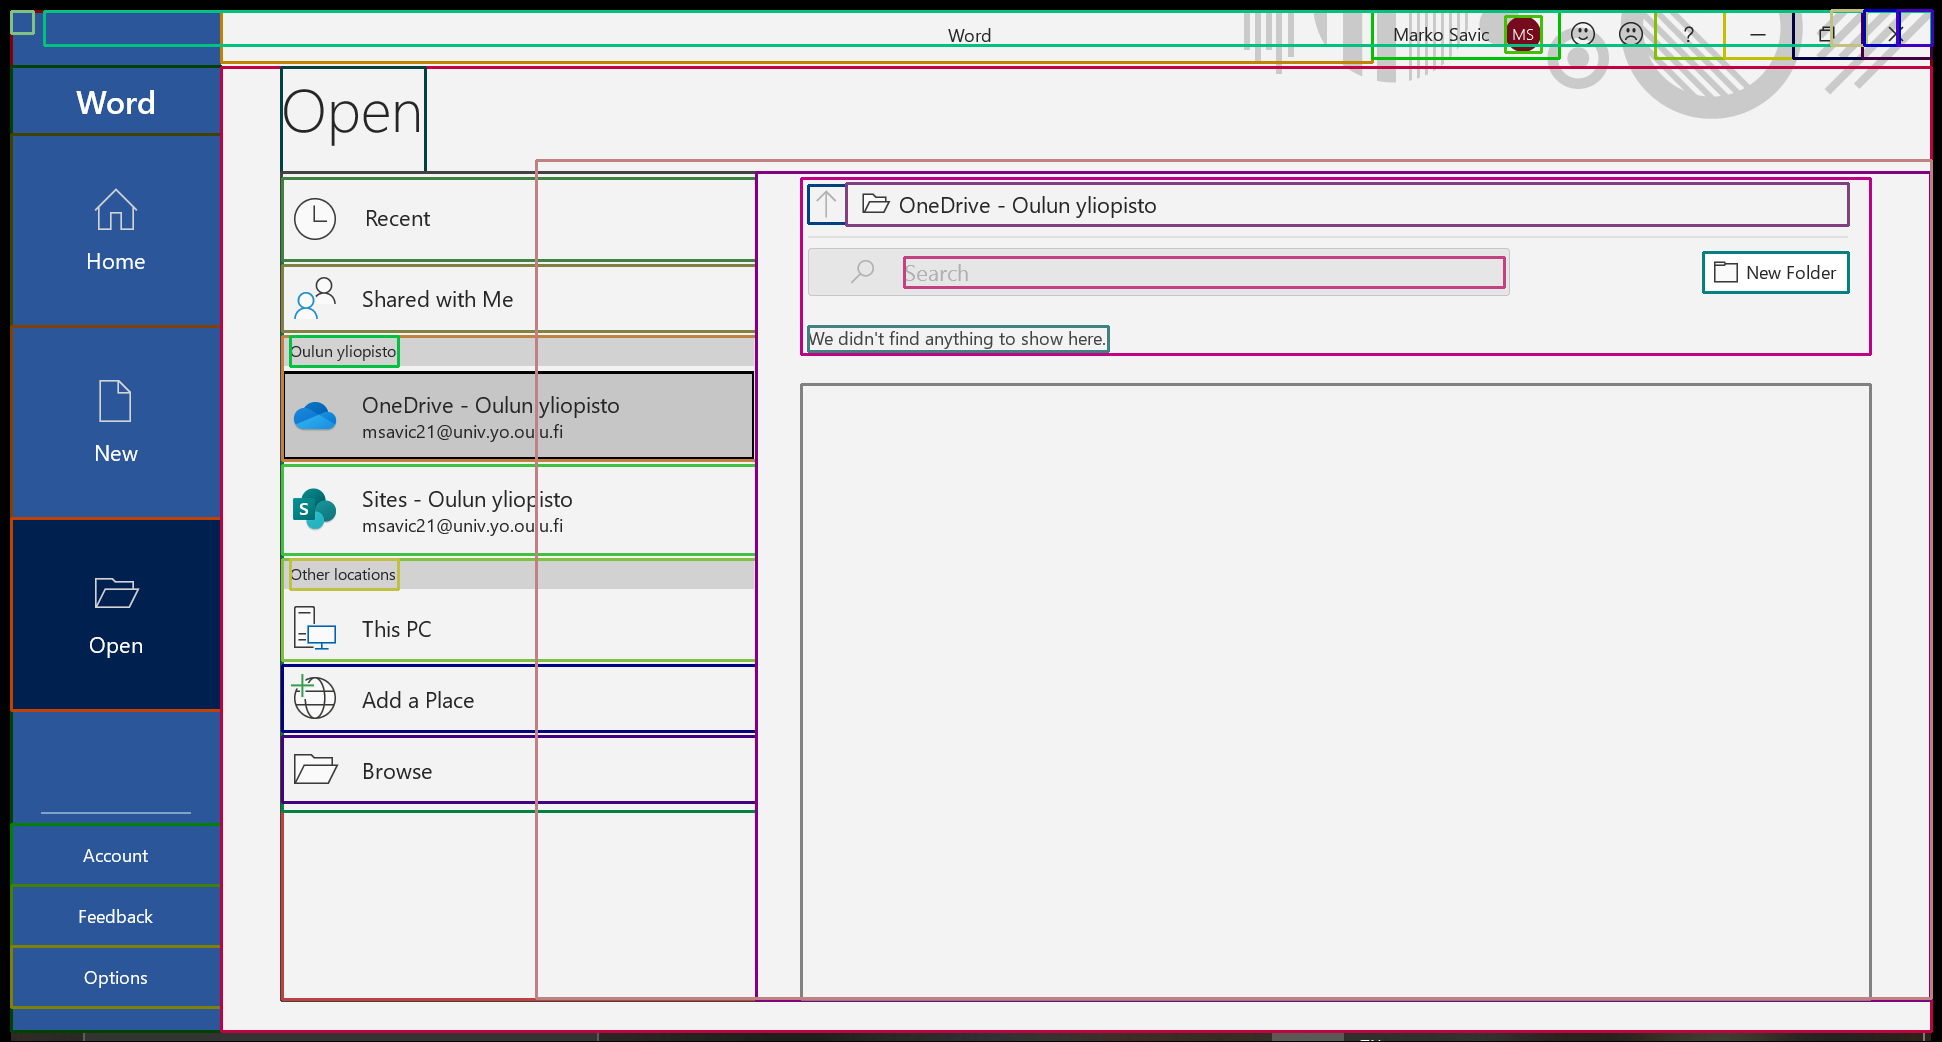 Word
Marko Savic
MS
?
Word
Home
New
Open
Account
Feedback
Options
Open
Recent
Shared with Me
Oulun yliopisto
OneDrive - Oulun yliopisto
msavic21@univ.yo.oulu.fi
Sites - Oulun yliopisto
msavic21@univ.yo.oulu.fi
Other locations
This PC
Add a Place
Browse
OneDrive - Oulun yliopisto
Search
New Folder
We didn't find anything to show here.